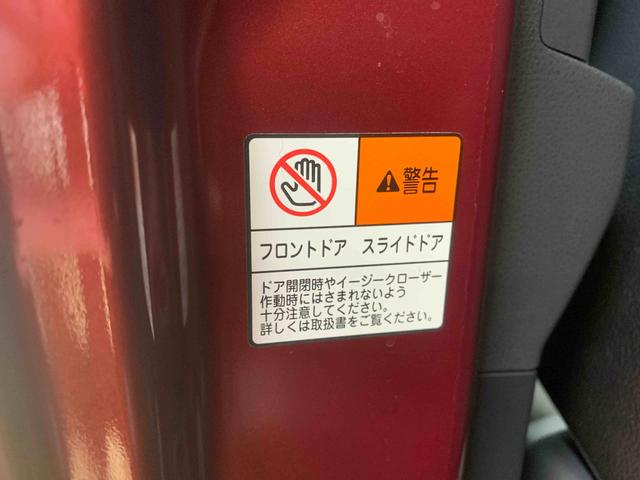 警告
フロントドア　スライドドア
ドア開閉時やイージークローザー
作動時にはさまれないよう
十分注意してください。
詳しくは取扱書をご覧ください。